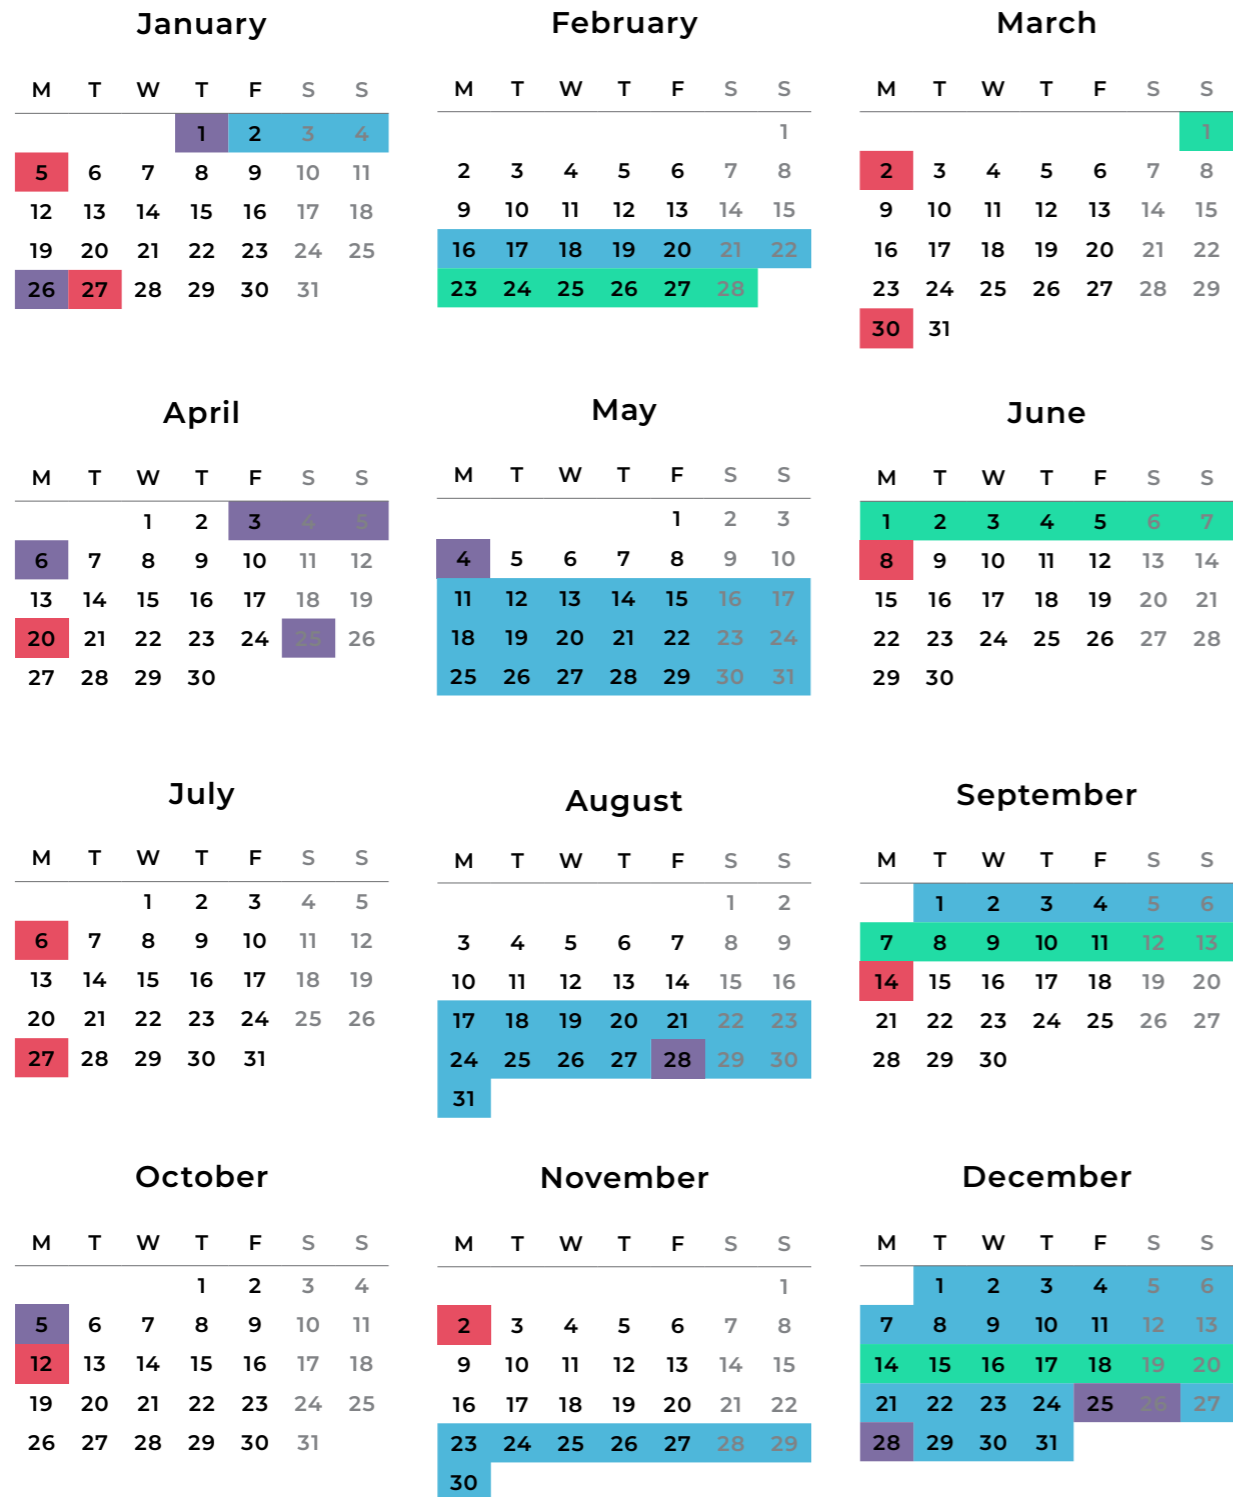 January
M T W T F S S
1 2 3 4
5 6 7 8 9 10 11
12 13 14 15 16 17 18
19 20 21 22 23 24 25
26 27 28 29 30 31
February
M T W T F S S
1
2 3 4 5 6 7 8
9 10 11 12 13 14 15
16 17 18 19 20 21 22
23 24 25 26 27 28
March
M T W T F S S
1
2 3 4 5 6 7 8
9 10 11 12 13 14 15
16 17 18 19 20 21 22
23 24 25 26 27 28 29
30 31
April
M T W T F S S
1 2 3 4 5
6 7 8 9 10 11 12
13 14 15 16 17 18 19
20 21 22 23 24 25 26
27 28 29 30
May
M T W T F S S
1 2 3
4 5 6 7 8 9 10
11 12 13 14 15 16 17
18 19 20 21 22 23 24
25 26 27 28 29 30 31
June
M T W T F S S
1 2 3 4 5 6 7
8 9 10 11 12 13 14
15 16 17 18 19 20 21
22 23 24 25 26 27 28
29 30
July
M T W T F S S
1 2 3 4 5
6 7 8 9 10 11 12
13 14 15 16 17 18 19
20 21 22 23 24 25 26
27 28 29 30 31
August
M T W T F S S
1 2
3 4 5 6 7 8 9
10 11 12 13 14 15 16
17 18 19 20 21 22 23
24 25 26 27 28 29 30
31
September
M T W T F S S
1 2 3 4 5 6
7 8 9 10 11 12 13
14 15 16 17 18 19 20
21 22 23 24 25 26 27
28 29 30
October
M T W T F S S
1 2 3 4
5 6 7 8 9 10 11
12 13 14 15 16 17 18
19 20 21 22 23 24 25
26 27 28 29 30 31
November
M T W T F S S
1
2 3 4 5 6 7 8
9 10 11 12 13 14 15
16 17 18 19 20 21 22
23 24 25 26 27 28 29
30
December
M T W T F S S
1 2 3 4 5 6
7 8 9 10 11 12 13
14 15 16 17 18 19 20
21 22 23 24 25 26 27
28 29 30 31